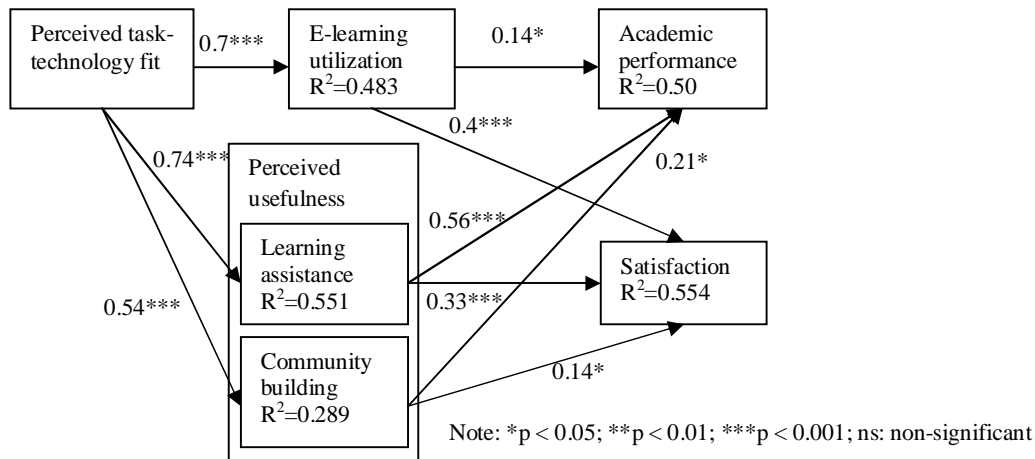 Perceived task-
technology fit
0.7***
E-learning
utilization
R²=0.483
0.14*
Academic
performance
R²=0.50
0.4***
0.21*
0.74***
Perceived
usefulness
0.56***
Learning
assistance
R²=0.551
0.33***
Satisfaction
R²=0.554
0.54***
Community
building
R²=0.289
0.14*
Note: *p < 0.05; **p < 0.01; ***p < 0.001; ns: non-significant